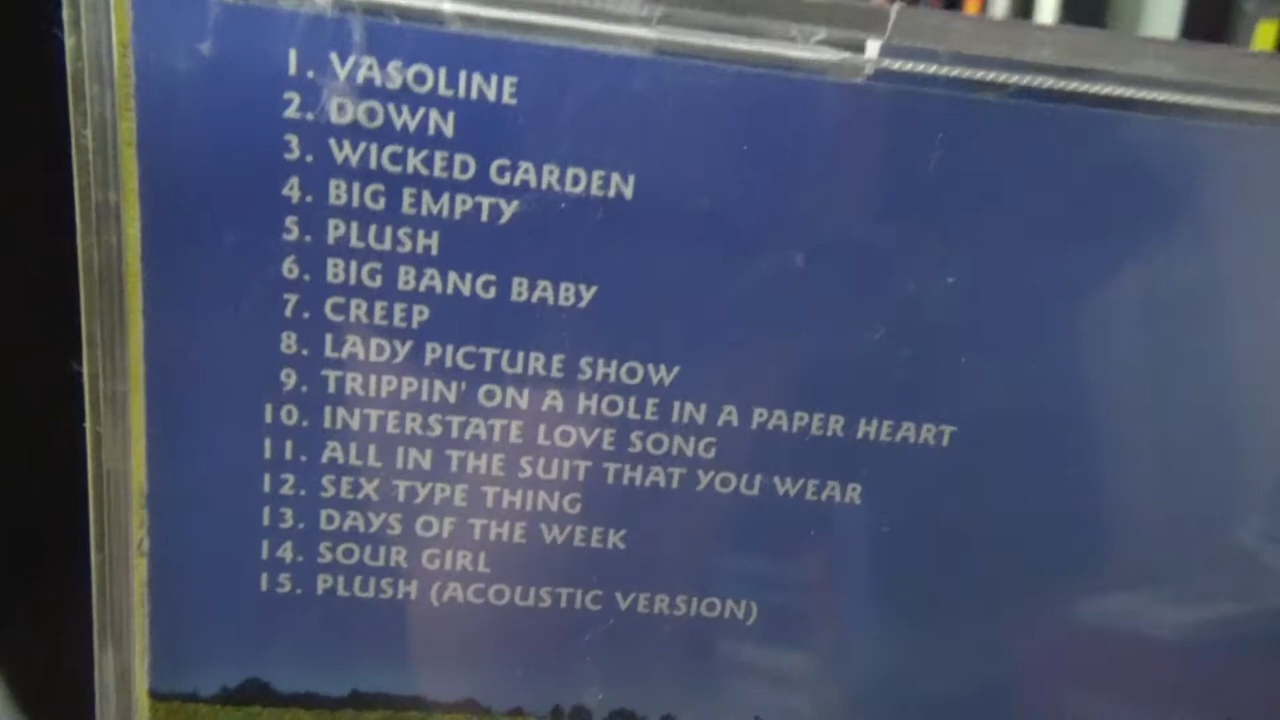 1. VASOLINE
2. DOWN
3. WICKED GARDEN
4. BIG EMPTY
5. PLUSH
6. BIG BANG BABY
7. CREEP
8. LADY PICTURE SHOW
9. TRIPPIN' ON A HOLE IN A PAPER HEART
10. INTERSTATE LOVE SONG
11. ALL IN THE SUIT THAT YOU WEAR
12. SEX TYPE THING
13. DAYS OF THE WEEK
14. SOUR GIRL
15. PLUSH (ACOUSTIC VERSION)